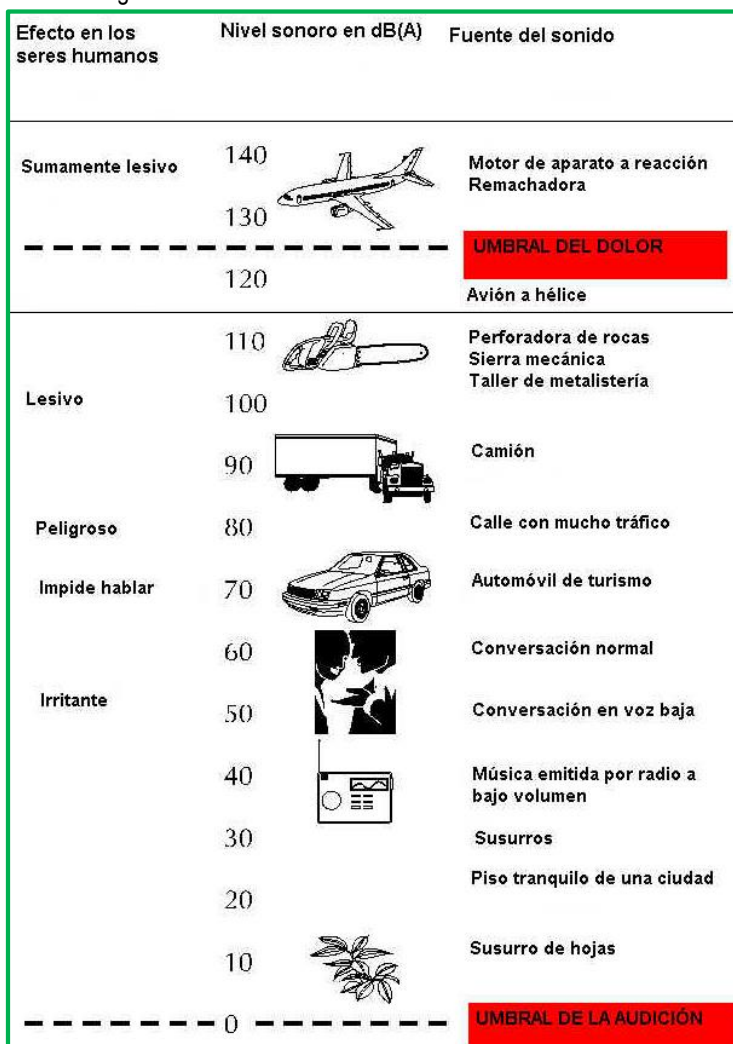 Efecto en los
seres humanos
Nivel sonoro en dB(A)
Fuente del sonido
Sumamente lesivo
140
Motor de aparato a reacción
Remachadora
130
UMBRAL DEL DOLOR
120
Avión a hélice
110
Perforadora de rocas
Sierra mecánica
Taller de metalistería
Lesivo
100
90
Camión
Peligroso
80
Calle con mucho tráfico
Impide hablar
70
Automóvil de turismo
60
Conversación normal
Irritante
50
Conversación en voz baja
40
Música emitida por radio a
bajo volumen
30
Susurros
Piso tranquilo de una ciudad
20
10
Susurro de hojas
0
UMBRAL DE LA AUDICIÓN